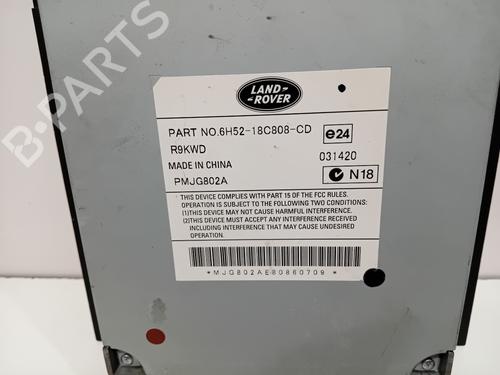 LAND-
ROVER
PART NO.6H52-18C808-CD
e24
R9KWD
031420
MADE IN CHINA
N18
PMJG802A
THIS DEVICE COMPLIES WITH PART 15 OF THE FCC RULES.
OPERATION IS SUBJECT TO THE FOLLOWING TWO CONDITIONS:
(1)THIS DEVICE MAY NOT CAUSE HARMFUL INTERFERENCE.
(2)THIS DEVICE MUST ACCEPT ANY INTERFERENCE RECEIVED
INCLUDING INTERFERENCE THAT MAY CAUSE UNDESIRED
OPERATION.
*MJG802AE80860709*